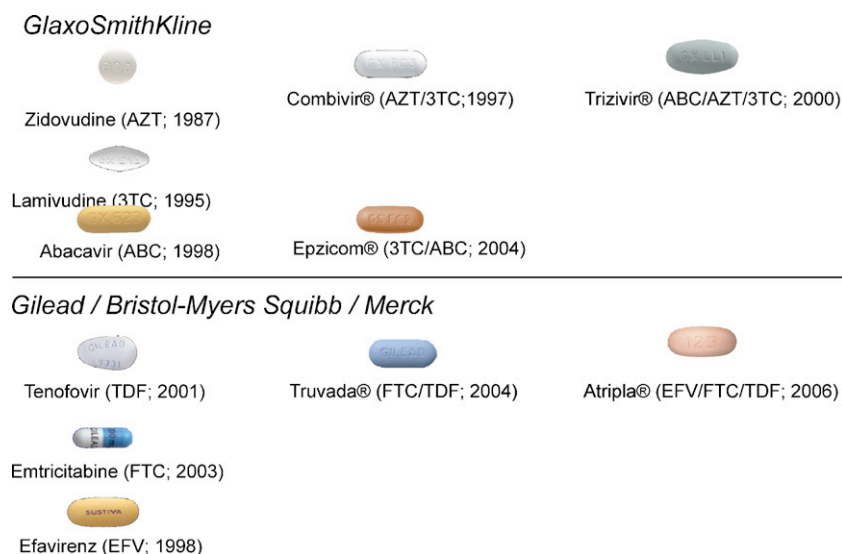 GlaxoSmithKline
Zidovudine (AZT; 1987)
Combivir® (AZT/3TC;1997)
GX LL1
Trizivir® (ABC/AZT/3TC; 2000)
Lamivudine (3TC; 1995)
GX 623
Abacavir (ABC; 1998)
Epzicom® (3TC/ABC; 2004)
Gilead / Bristol-Myers Squibb / Merck
GILEAD
Tenofovir (TDF; 2001)
GILEAD
Truvada® (FTC/TDF; 2004)
123
Atripla® (EFV/FTC/TDF; 2006)
Emtricitabine (FTC; 2003)
SUSTIVA
Efavirenz (EFV; 1998)